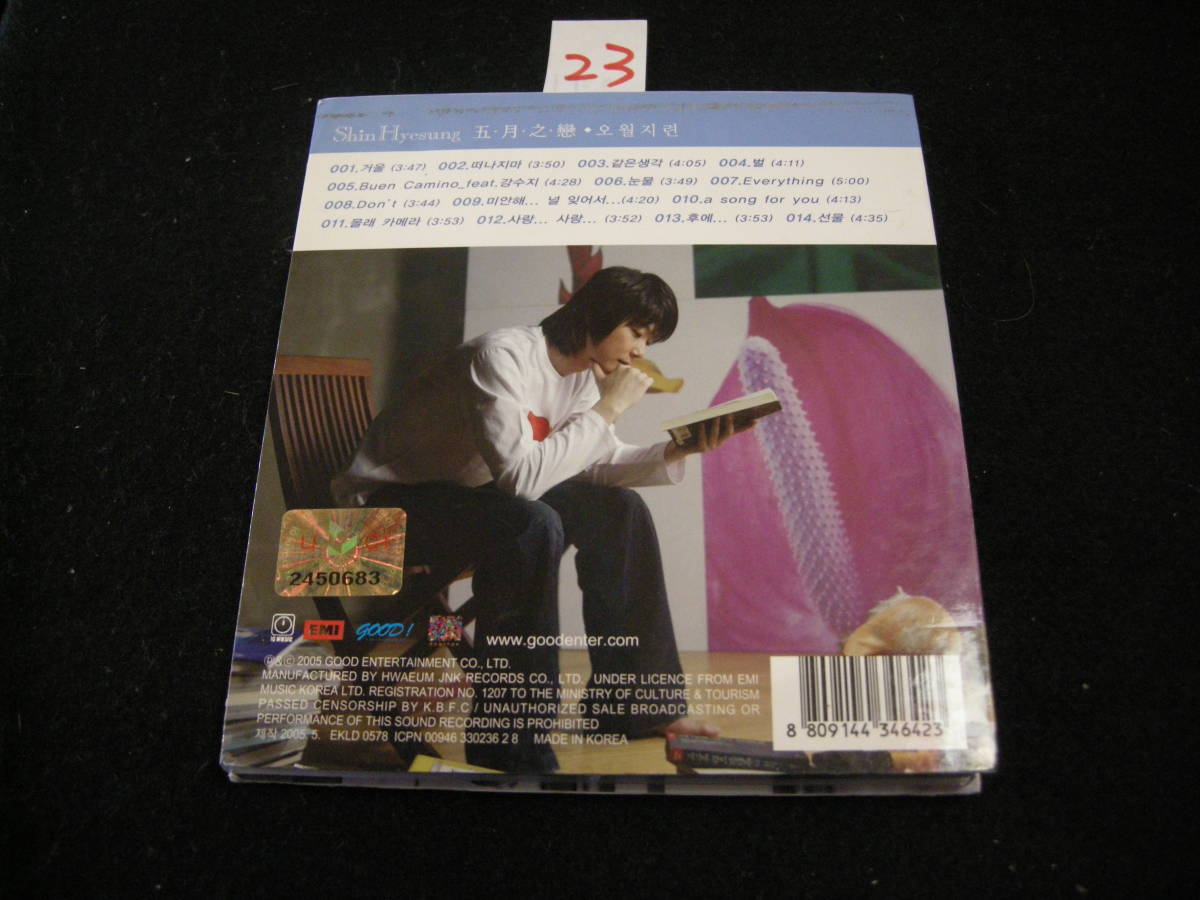 23
Shin Hyesung 五·月·之·戀 ◆ 오월지련
001.거울 (3:47) 002.떠나지마 (3:50) 003.같은생각 (4:05) 004.벌 (4:11)
005.Buen Camino_feat.강수지 (4:28) 006.눈물 (3:49) 007.Everything (5:00)
008.Don't (3:44) 009.미안해... 널 잊어서...(4:20) 010.a song for you (4:13)
011.몰래 카메라 (3:53) 012.사랑... 사랑... (3:52) 013.후에... (3:53) 014.선물 (4:35)
2450683
EMI GOOD! www.goodenter.com
℗&© 2005 GOOD ENTERTAINMENT CO., LTD.
MANUFACTURED BY HWAEUM JNK RECORDS CO., LTD. UNDER LICENCE FROM EMI
MUSIC KOREA LTD. REGISTRATION NO. 1207 TO THE MINISTRY OF CULTURE & TOURISM
PASSED CENSORSHIP BY K.B.F.C / UNAUTHORIZED SALE BROADCASTING OR
PERFORMANCE OF THIS SOUND RECORDING IS PROHIBITED
제작 2005. 5. EKLD 0578 ICPN 00946 330236 2 8 MADE IN KOREA
8 809144 346423